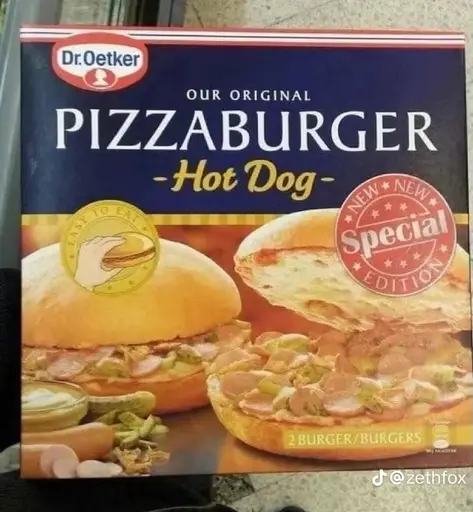 Dr.Oetker
OUR ORIGINAL
PIZZABURGER
- Hot Dog -
EASY TO EAT
NEW • NEW
Special
EDITION
2 BURGER/BURGERS
@zethfox